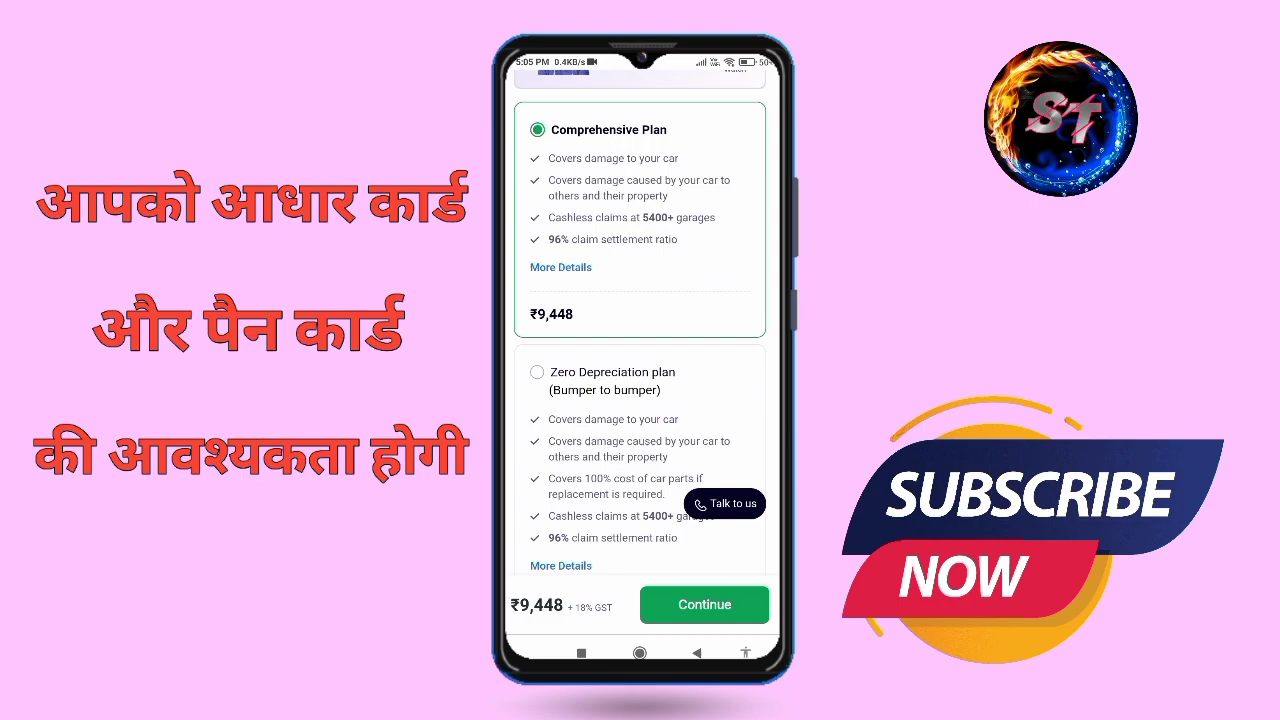 आपको आधार कार्ड
और पैन कार्ड
की आवश्यकता होगी
5:05 PM 0.4KB/s
Comprehensive Plan
Covers damage to your car
Covers damage caused by your car to
others and their property
Cashless claims at 5400+ garages
96% claim settlement ratio
More Details
₹9,448
Zero Depreciation plan
(Bumper to bumper)
Covers damage to your car
Covers damage caused by your car to
others and their property
Covers 100% cost of car parts if
replacement is required.
Talk to us
Cashless claims at 5400+
96% claim settlement ratio
More Details
₹9,448 + 18% GST
Continue
ST
SUBSCRIBE
NOW